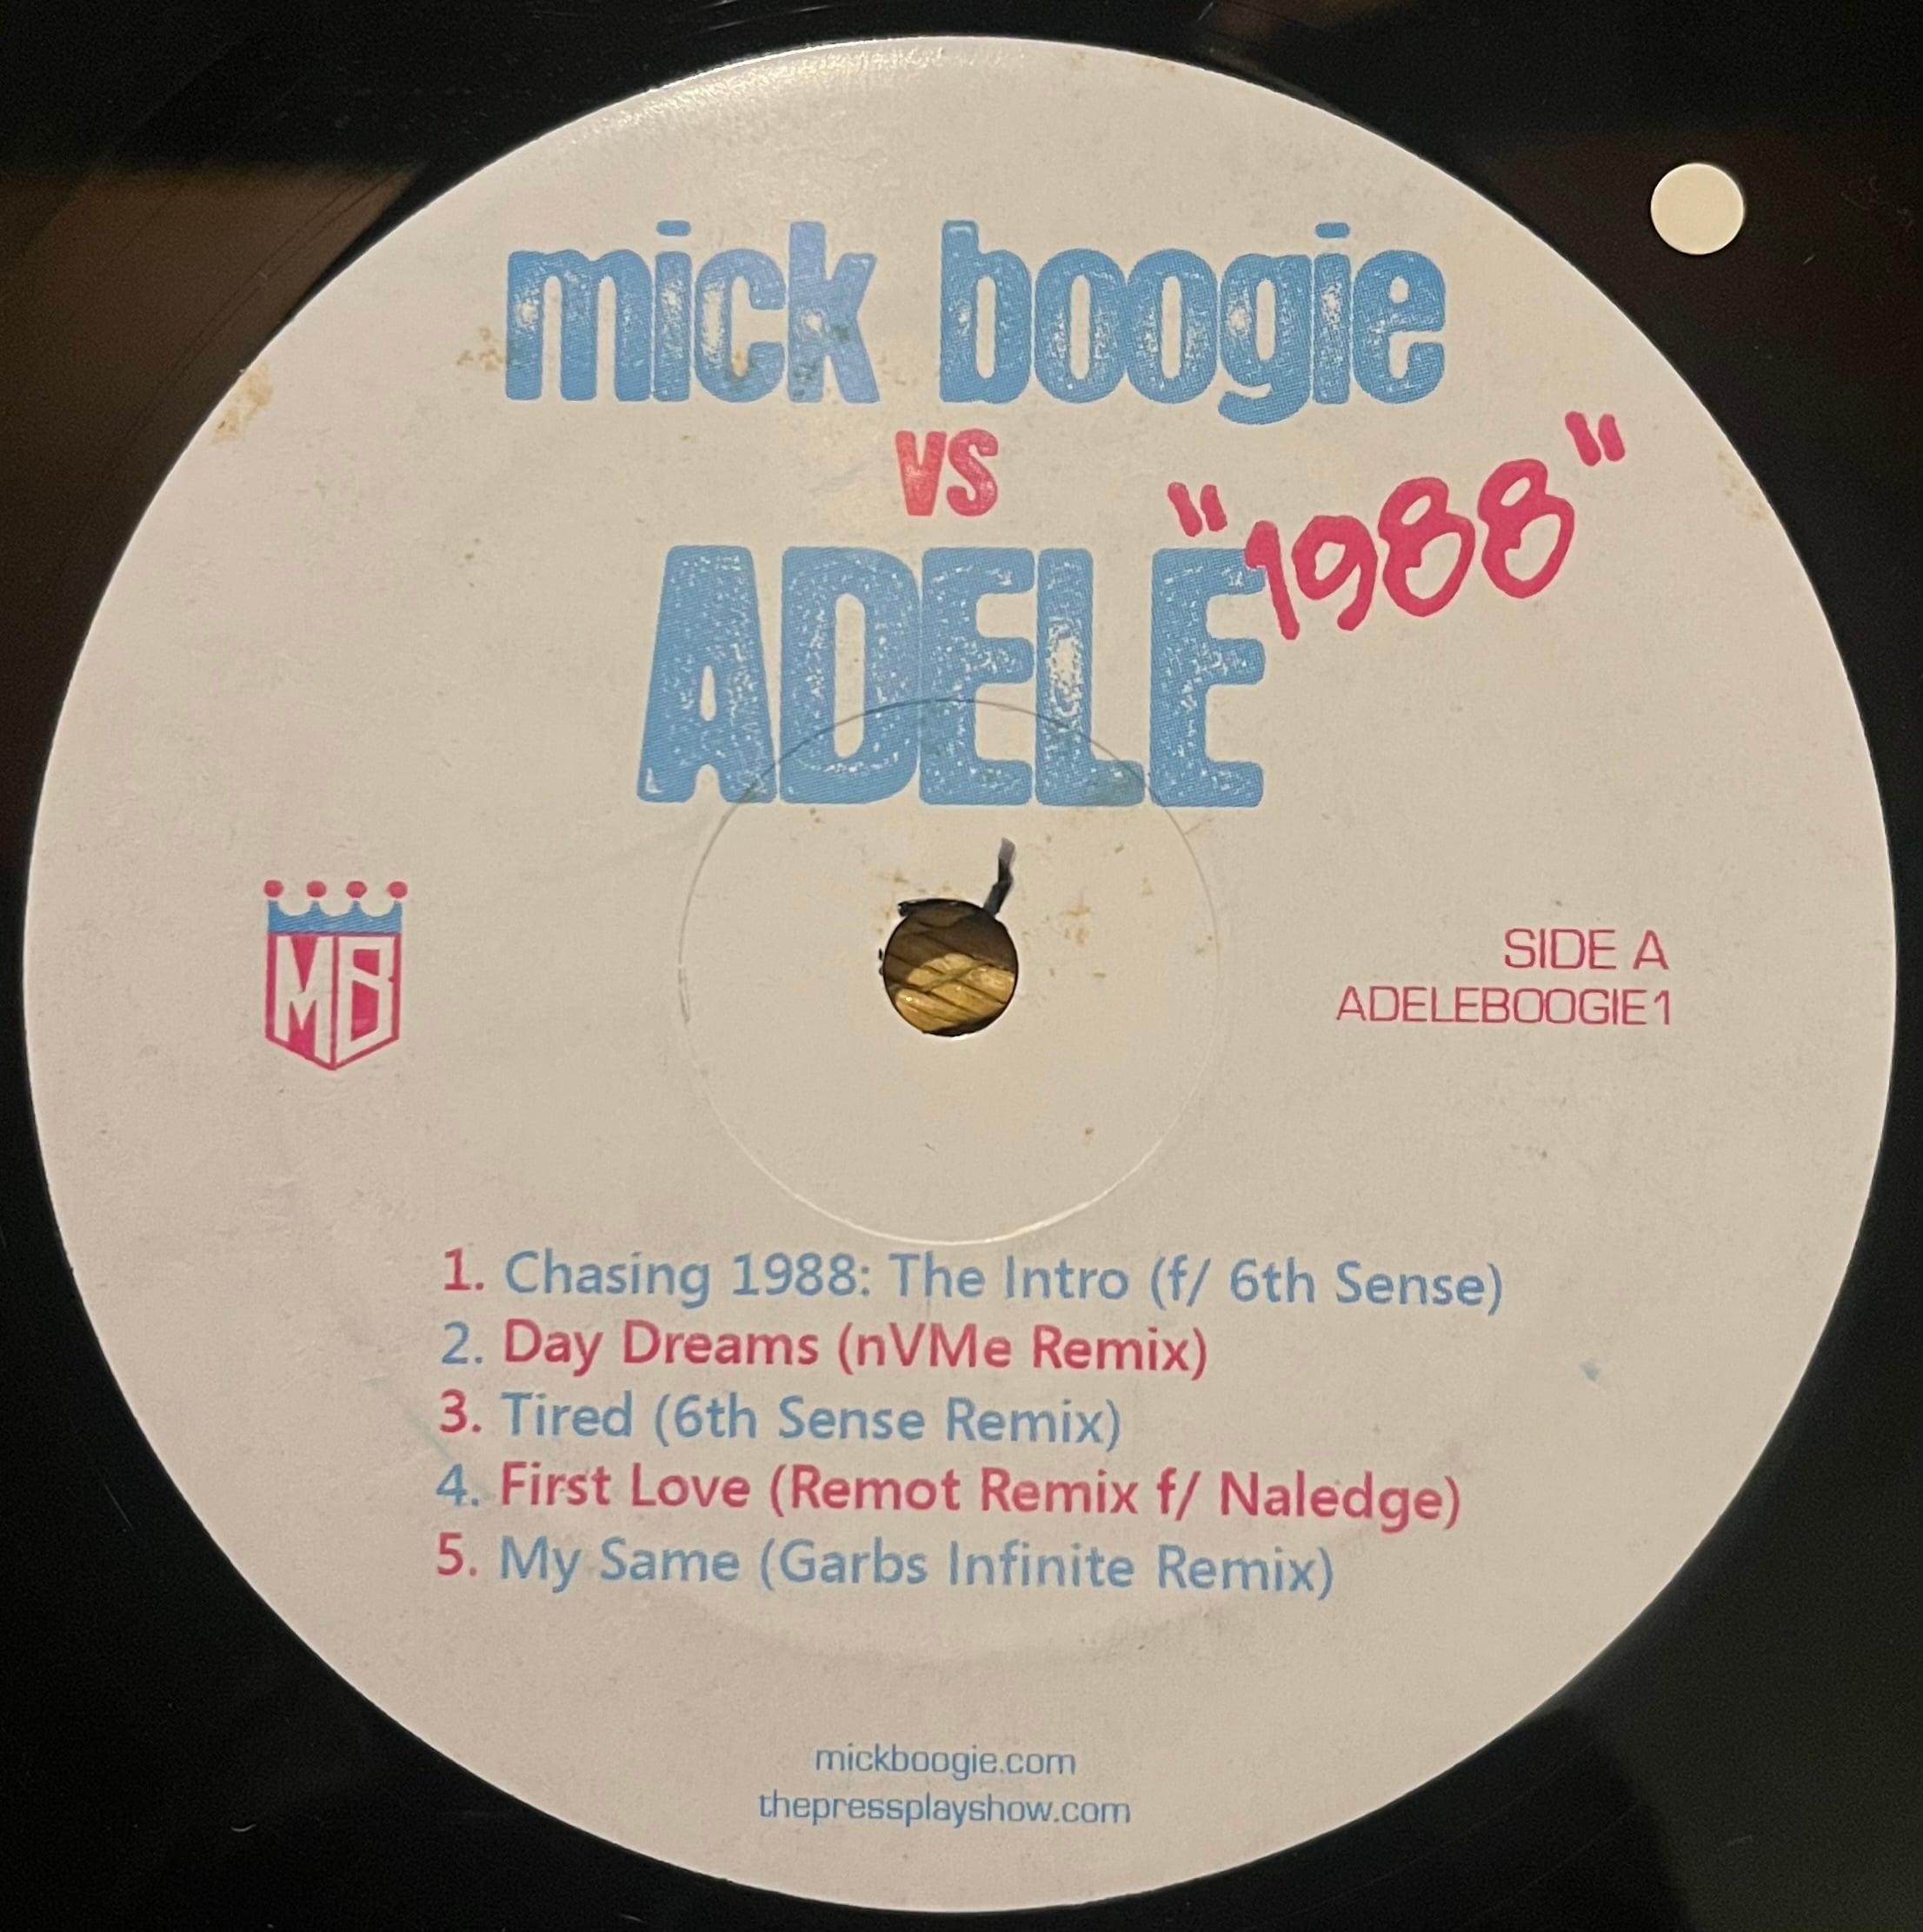 mick boogie
vs
ADELE "1988"
MB
SIDE A
ADELEBOOGIE1
1. Chasing 1988: The Intro (f/ 6th Sense)
2. Day Dreams (nVMe Remix)
3. Tired (6th Sense Remix)
4. First Love (Remot Remix f/ Naledge)
5. My Same (Garbs Infinite Remix)
mickboogie.com
thepressplayshow.com